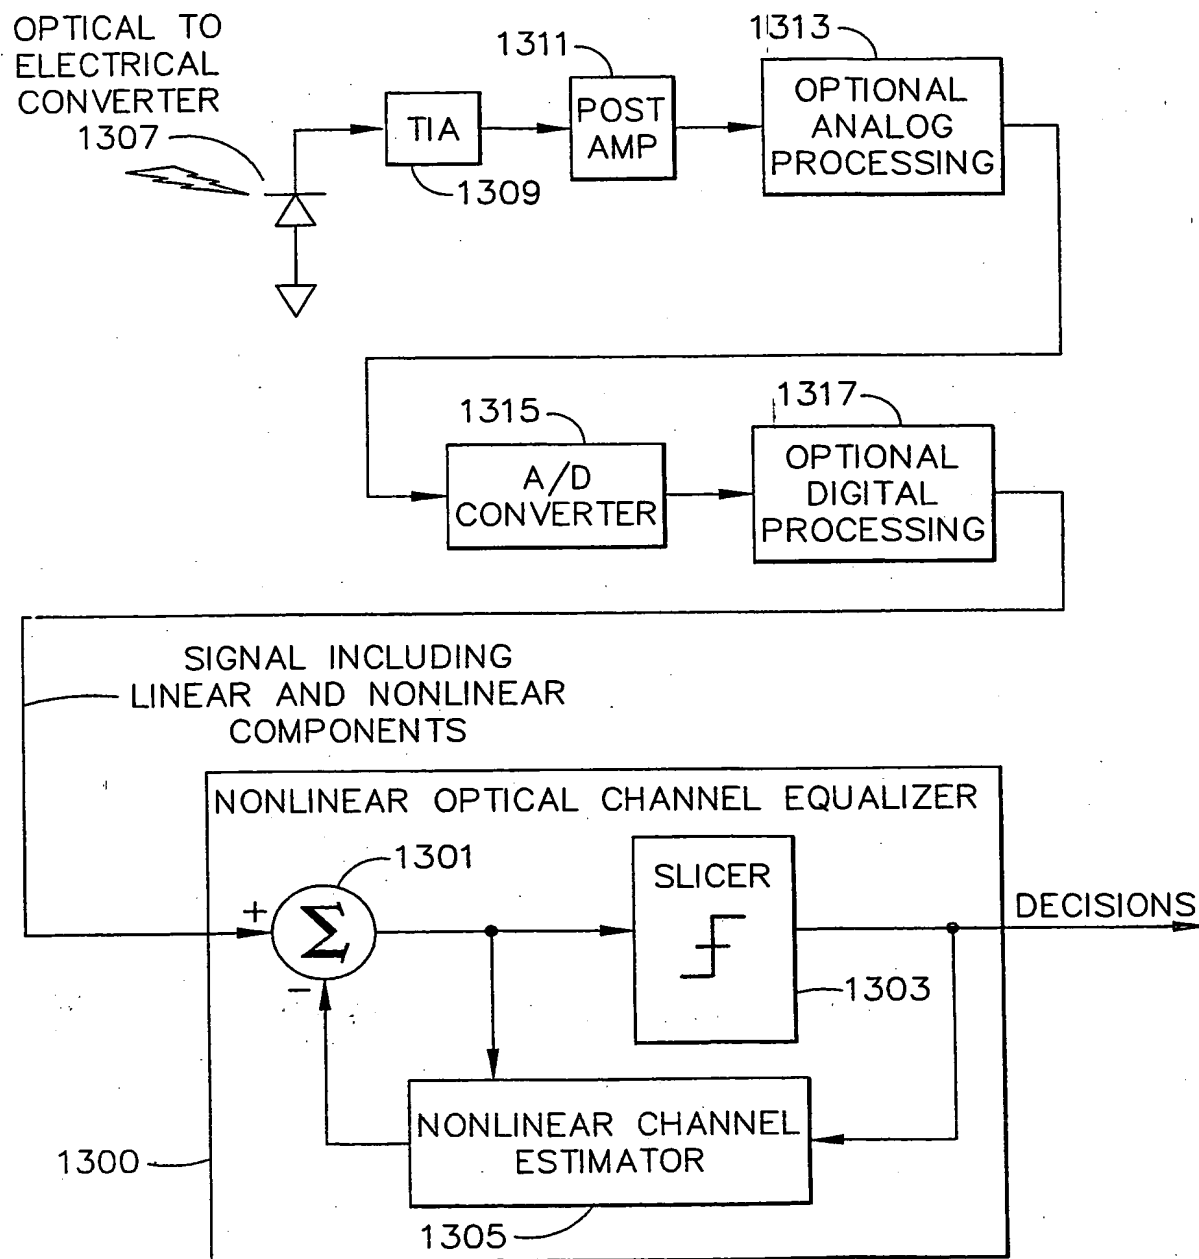 OPTICAL TO
ELECTRICAL
CONVERTER
1307
TIA
1309
1311
POST
AMP
1313
OPTIONAL
ANALOG
PROCESSING
1315
A/D
CONVERTER
1317
OPTIONAL
DIGITAL
PROCESSING
SIGNAL INCLUDING
LINEAR AND NONLINEAR
COMPONENTS
NONLINEAR OPTICAL CHANNEL EQUALIZER
1301
+
Σ
-
SLICER
1303
DECISIONS
NONLINEAR CHANNEL
ESTIMATOR
1300
1305